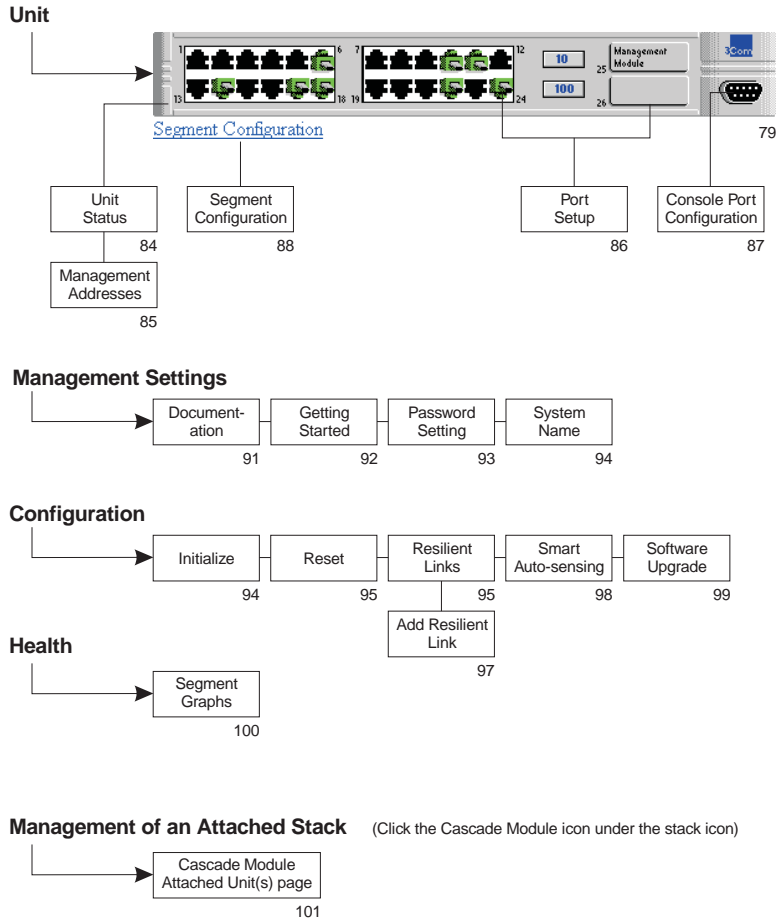 Unit
1
6
7
12
13
18
19
24
10
100
25
26
Management
Module
3Com
79
Segment Configuration
Unit
Status
84
Segment
Configuration
88
Port
Setup
86
Console Port
Configuration
87
Management
Addresses
85
Management Settings
Document-
ation
91
Getting
Started
92
Password
Setting
93
System
Name
94
Configuration
Initialize
94
Reset
95
Resilient
Links
95
Smart
Auto-sensing
98
Software
Upgrade
99
Add Resilient
Link
97
Health
Segment
Graphs
100
Management of an Attached Stack (Click the Cascade Module icon under the stack icon)
Cascade Module
Attached Unit(s) page
101